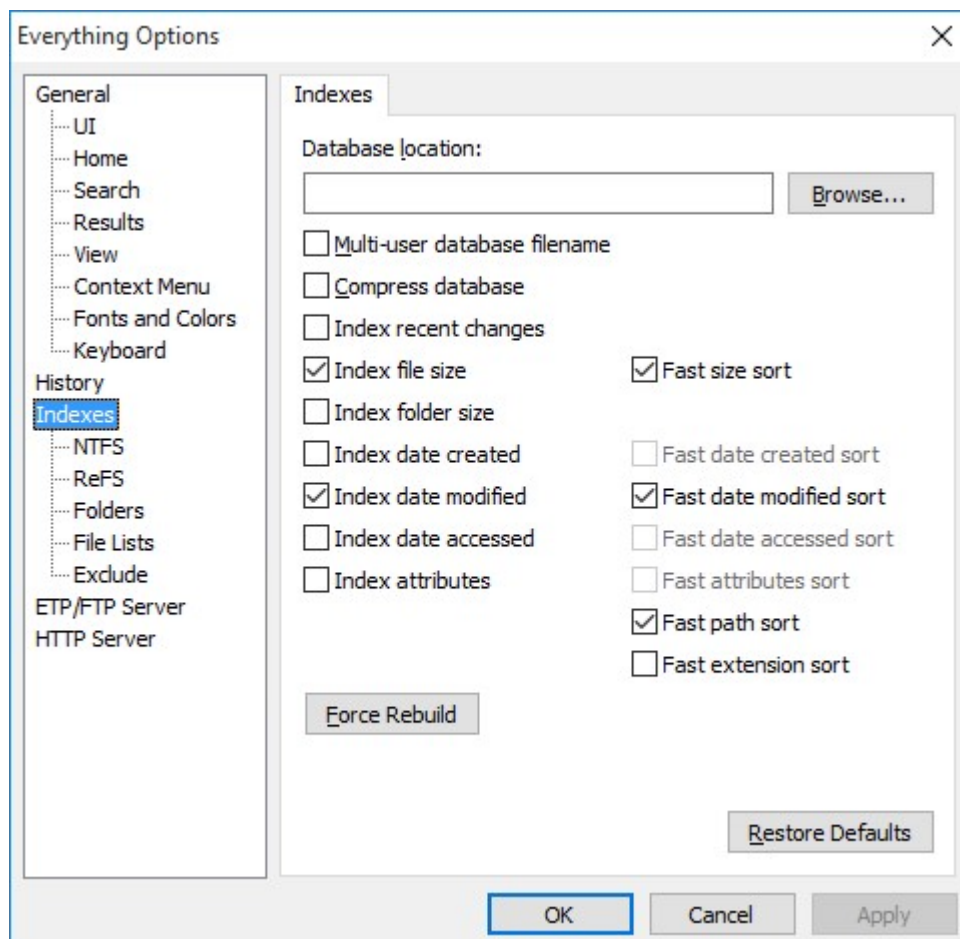 Everything Options
General
UI
Home
Search
Results
View
Context Menu
Fonts and Colors
Keyboard
History
Indexes
NTFS
ReFS
Folders
File Lists
Exclude
ETP/FTP Server
HTTP Server
Indexes
Database location:
Browse...
Multi-user database filename
Compress database
Index recent changes
Index file size
Fast size sort
Index folder size
Index date created
Fast date created sort
Index date modified
Fast date modified sort
Index date accessed
Fast date accessed sort
Index attributes
Fast attributes sort
Fast path sort
Fast extension sort
Force Rebuild
Restore Defaults
OK
Cancel
Apply